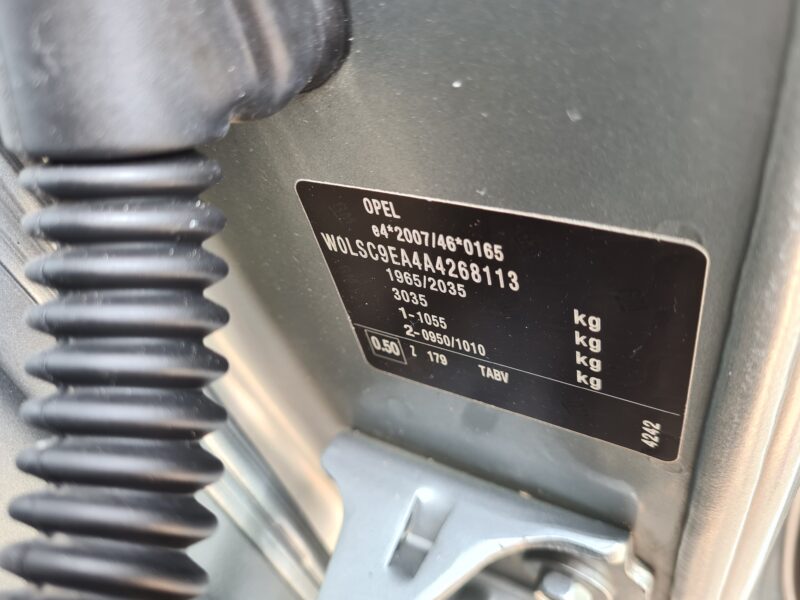 OPEL
e4*2007/46*0165
W0LSC9EA4A4268113
1965/2035 kg
3035 kg
1-1055 kg
2-0950/1010 kg
0.50 Z 179 TABV
4242